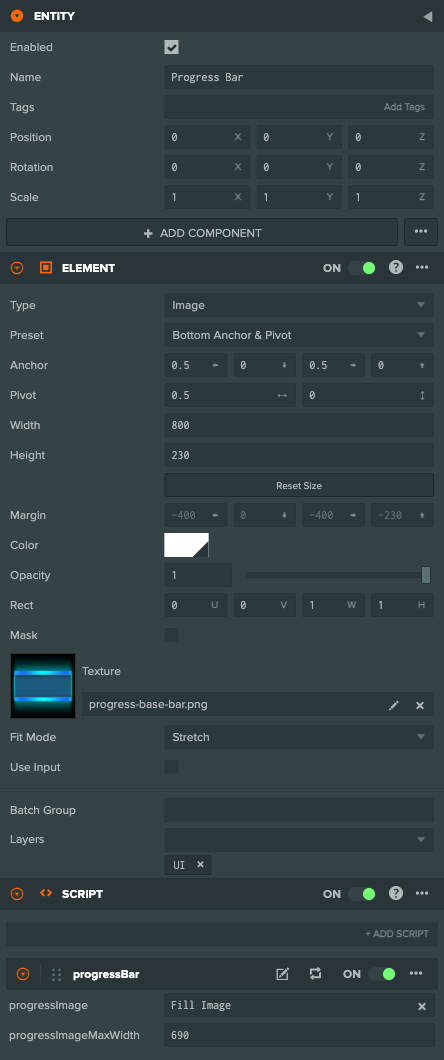 ENTITY
Enabled
Name Progress Bar
Tags Add Tags
Position 0 X 0 Y 0 Z
Rotation 0 X 0 Y 0 Z
Scale 1 X 1 Y 1 Z
+ ADD COMPONENT ...
ELEMENT ON ? ...
Type Image
Preset Bottom Anchor & Pivot
Anchor 0.5 0 0.5 0
Pivot 0.5 ↔ 0 ↕
Width 800
Height 230
Reset Size
Margin -400 0 -400 -230
Color
Opacity 1
Rect 0 U 0 V 1 W 1 H
Mask
Texture
progress-base-bar.png
Fit Mode Stretch
Use Input
Batch Group
Layers
UI ×
SCRIPT ON ? ...
+ ADD SCRIPT
progressBar ON ...
progressImage Fill Image ×
progressImageMaxWidth 690